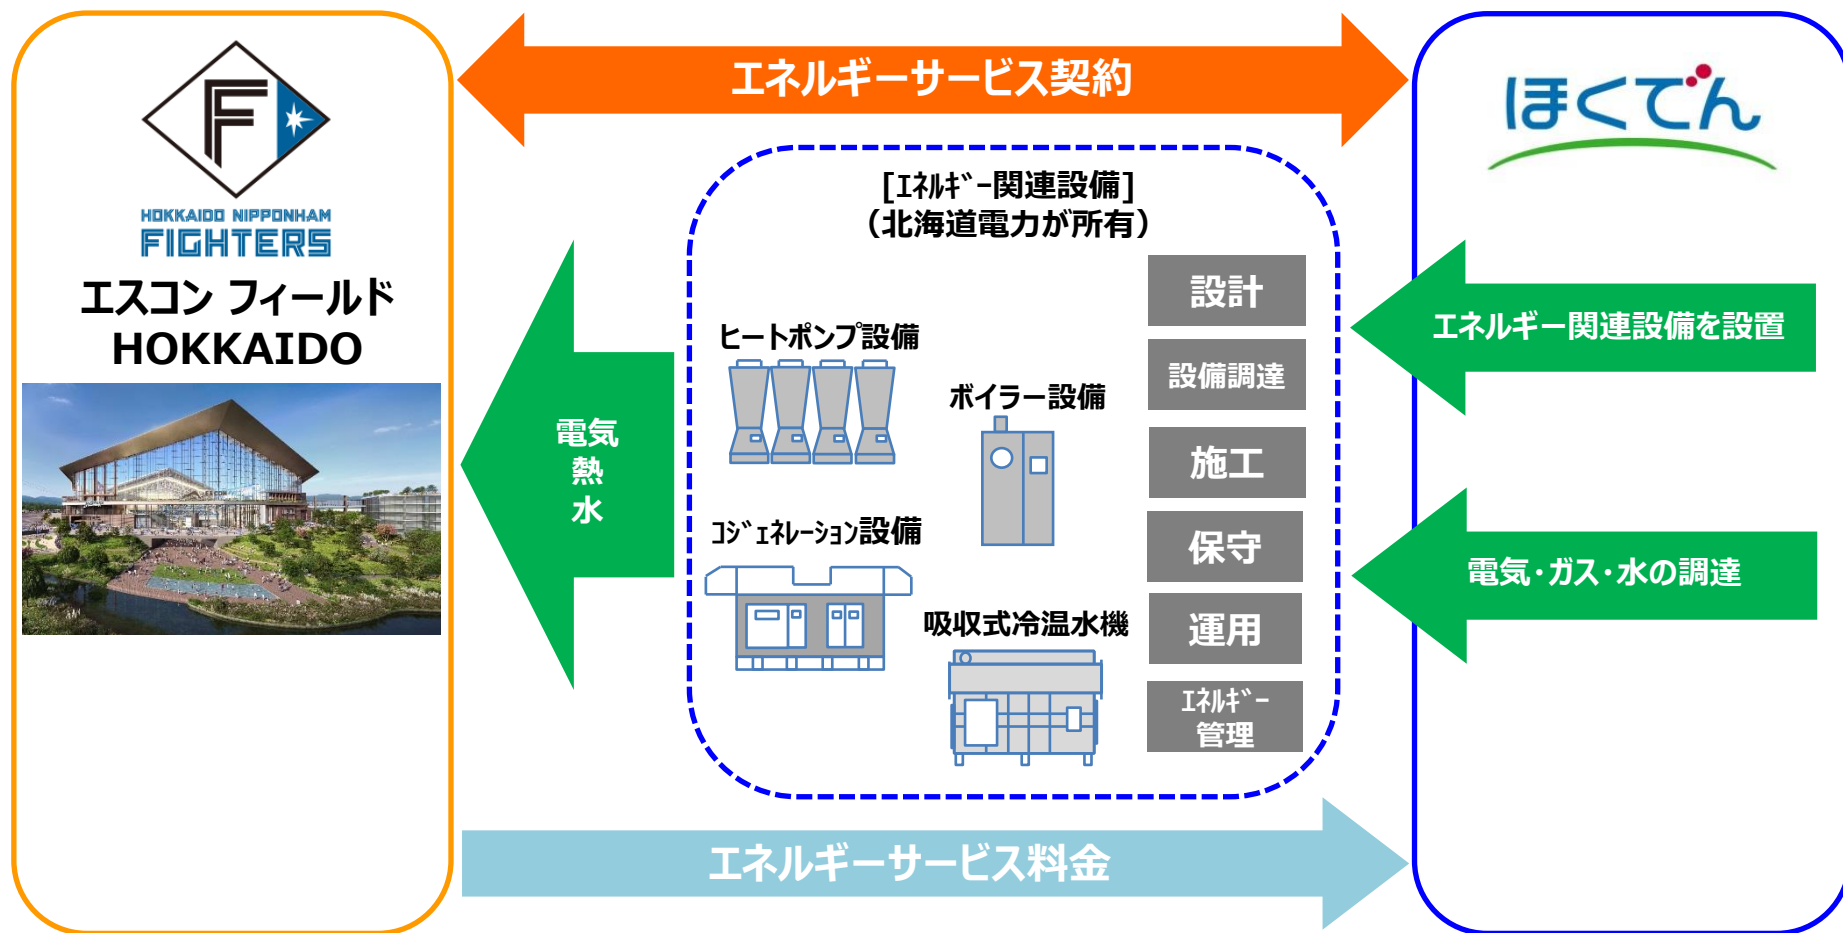 エネルギーサービス契約
HOKKAIDO NIPPONHAM
FIGHTERS
エスコン フィールド
HOKKAIDO
電気
熱
水
[ｴﾈﾙｷﾞｰ関連設備]
（北海道電力が所有）
ヒートポンプ設備
ボイラー設備
ｺｼﾞｪﾈﾚｰｼｮﾝ設備
吸収式冷温水機
設計
設備調達
施工
保守
運用
ｴﾈﾙｷﾞｰ
管理
ほくでん
エネルギー関連設備を設置
電気・ガス・水の調達
エネルギーサービス料金